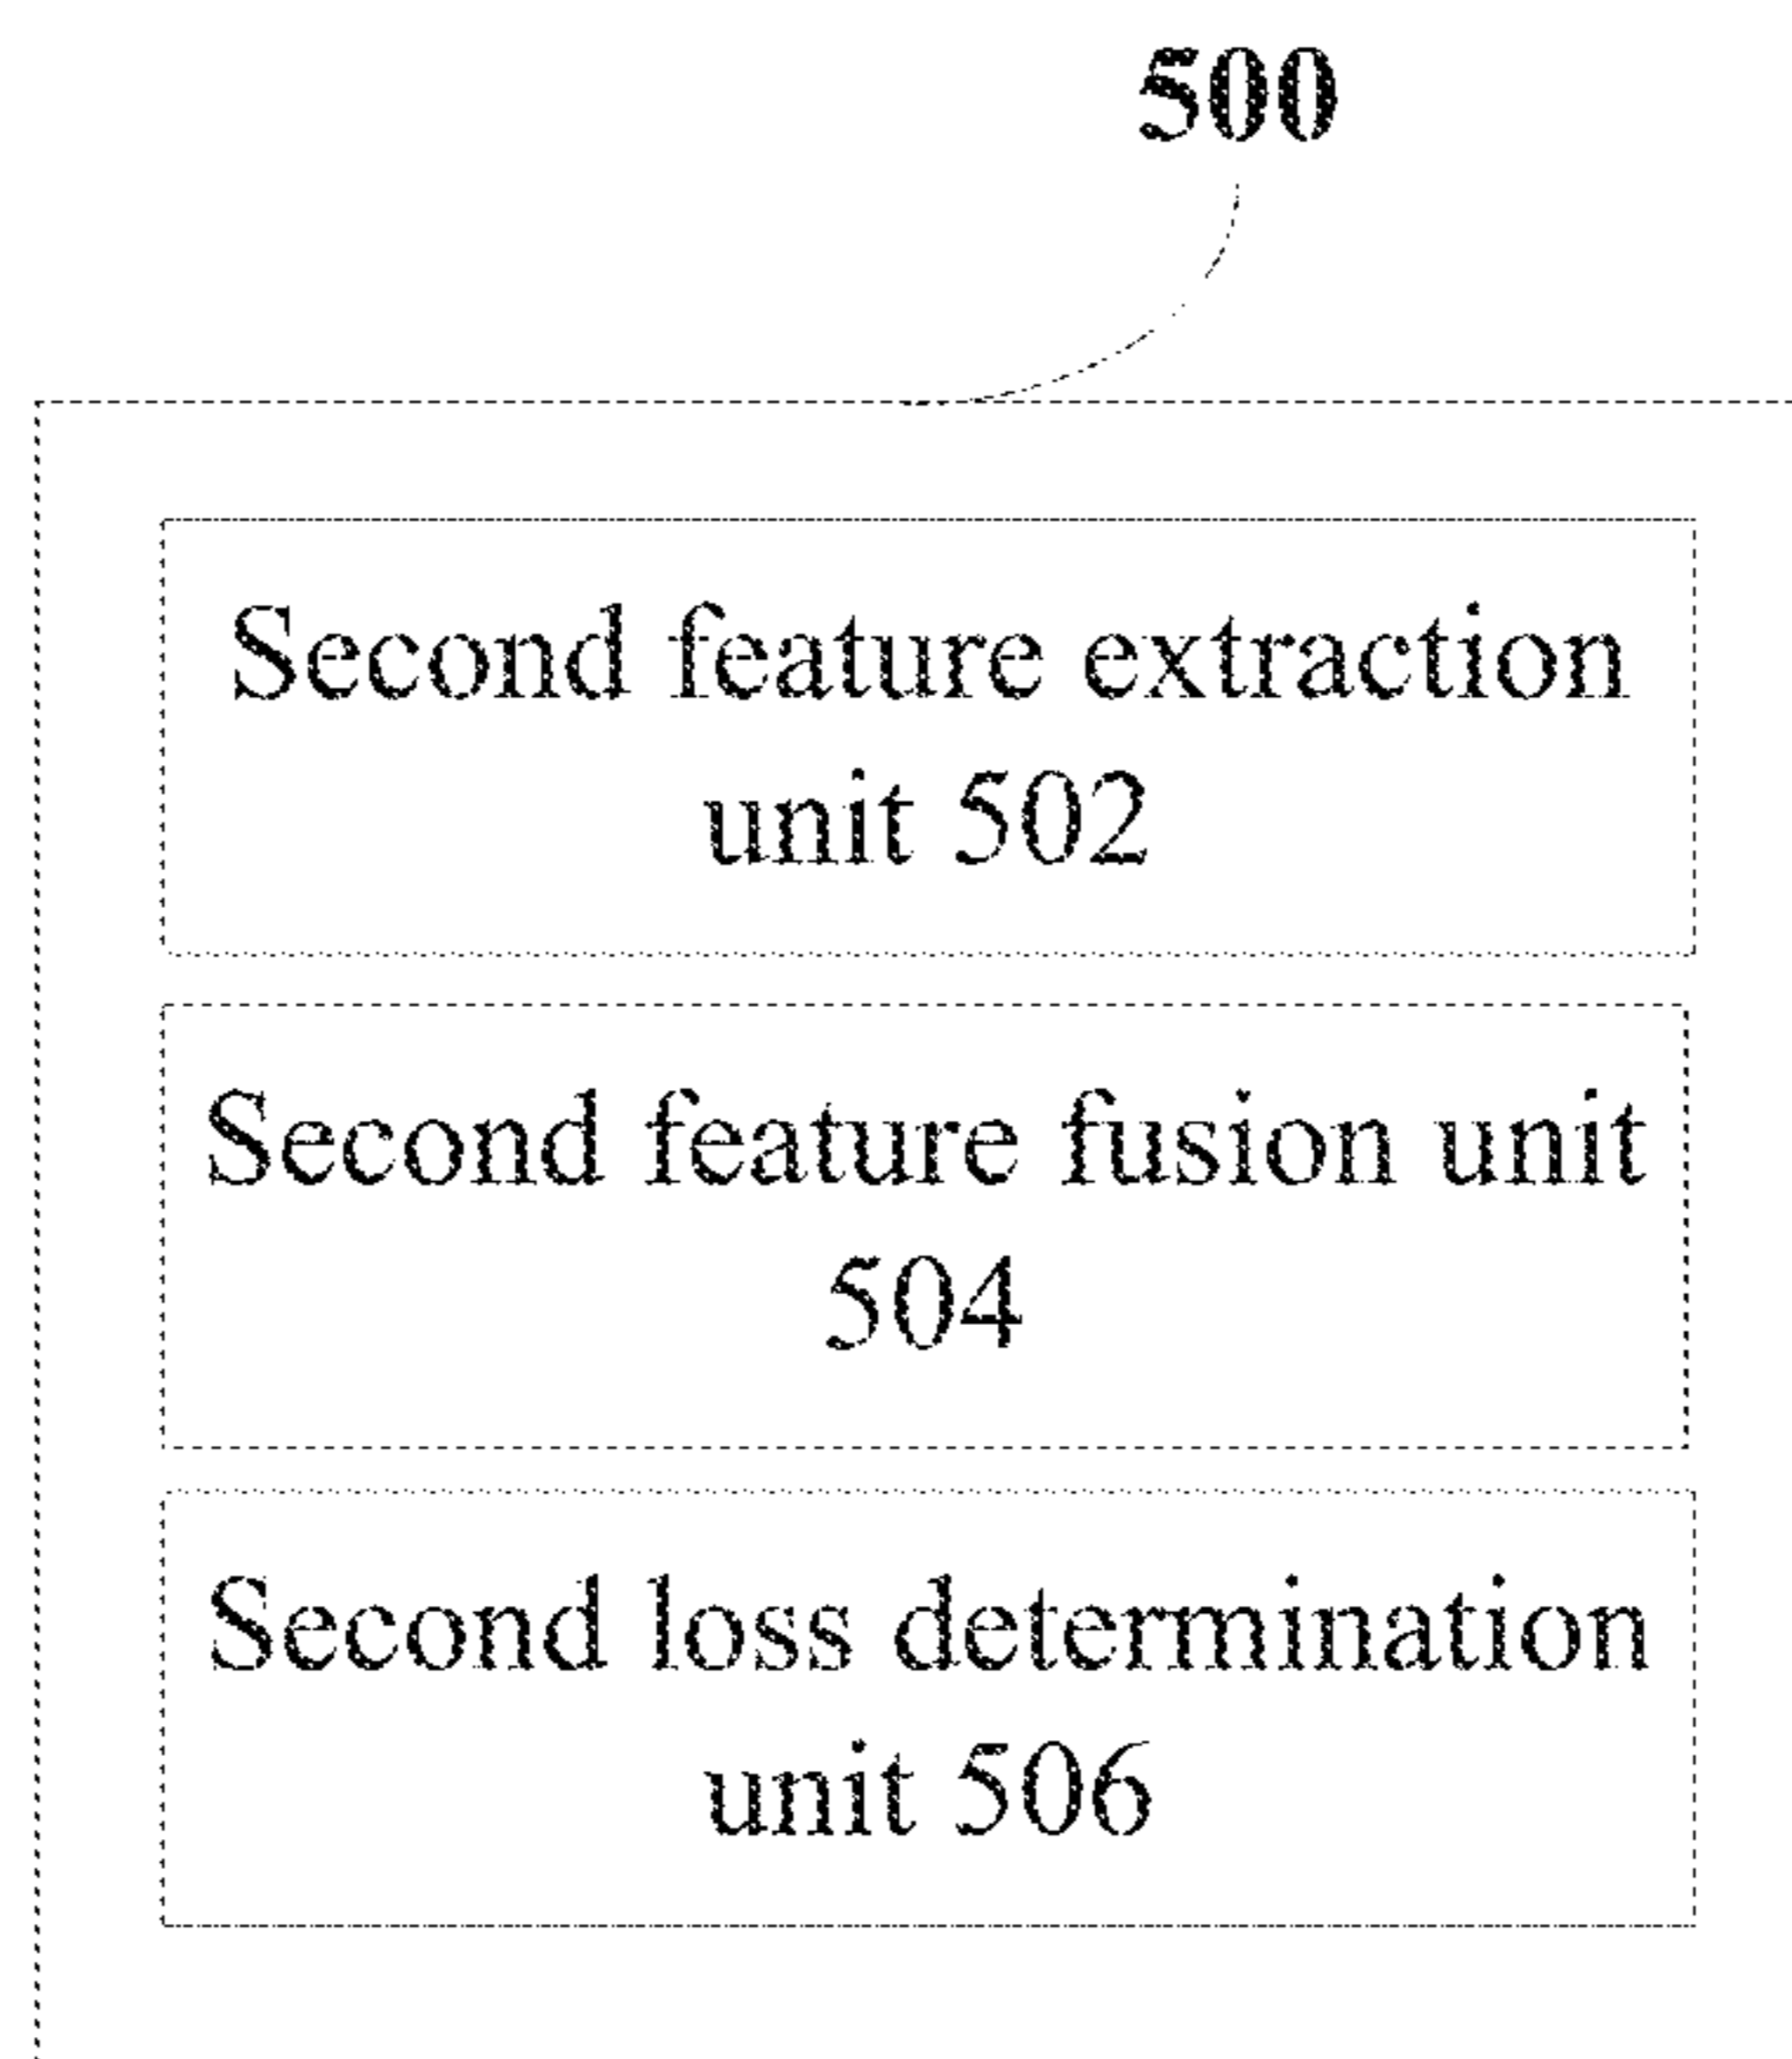 500
Second feature extraction
unit 502
Second feature fusion unit
504
Second loss determination
unit 506